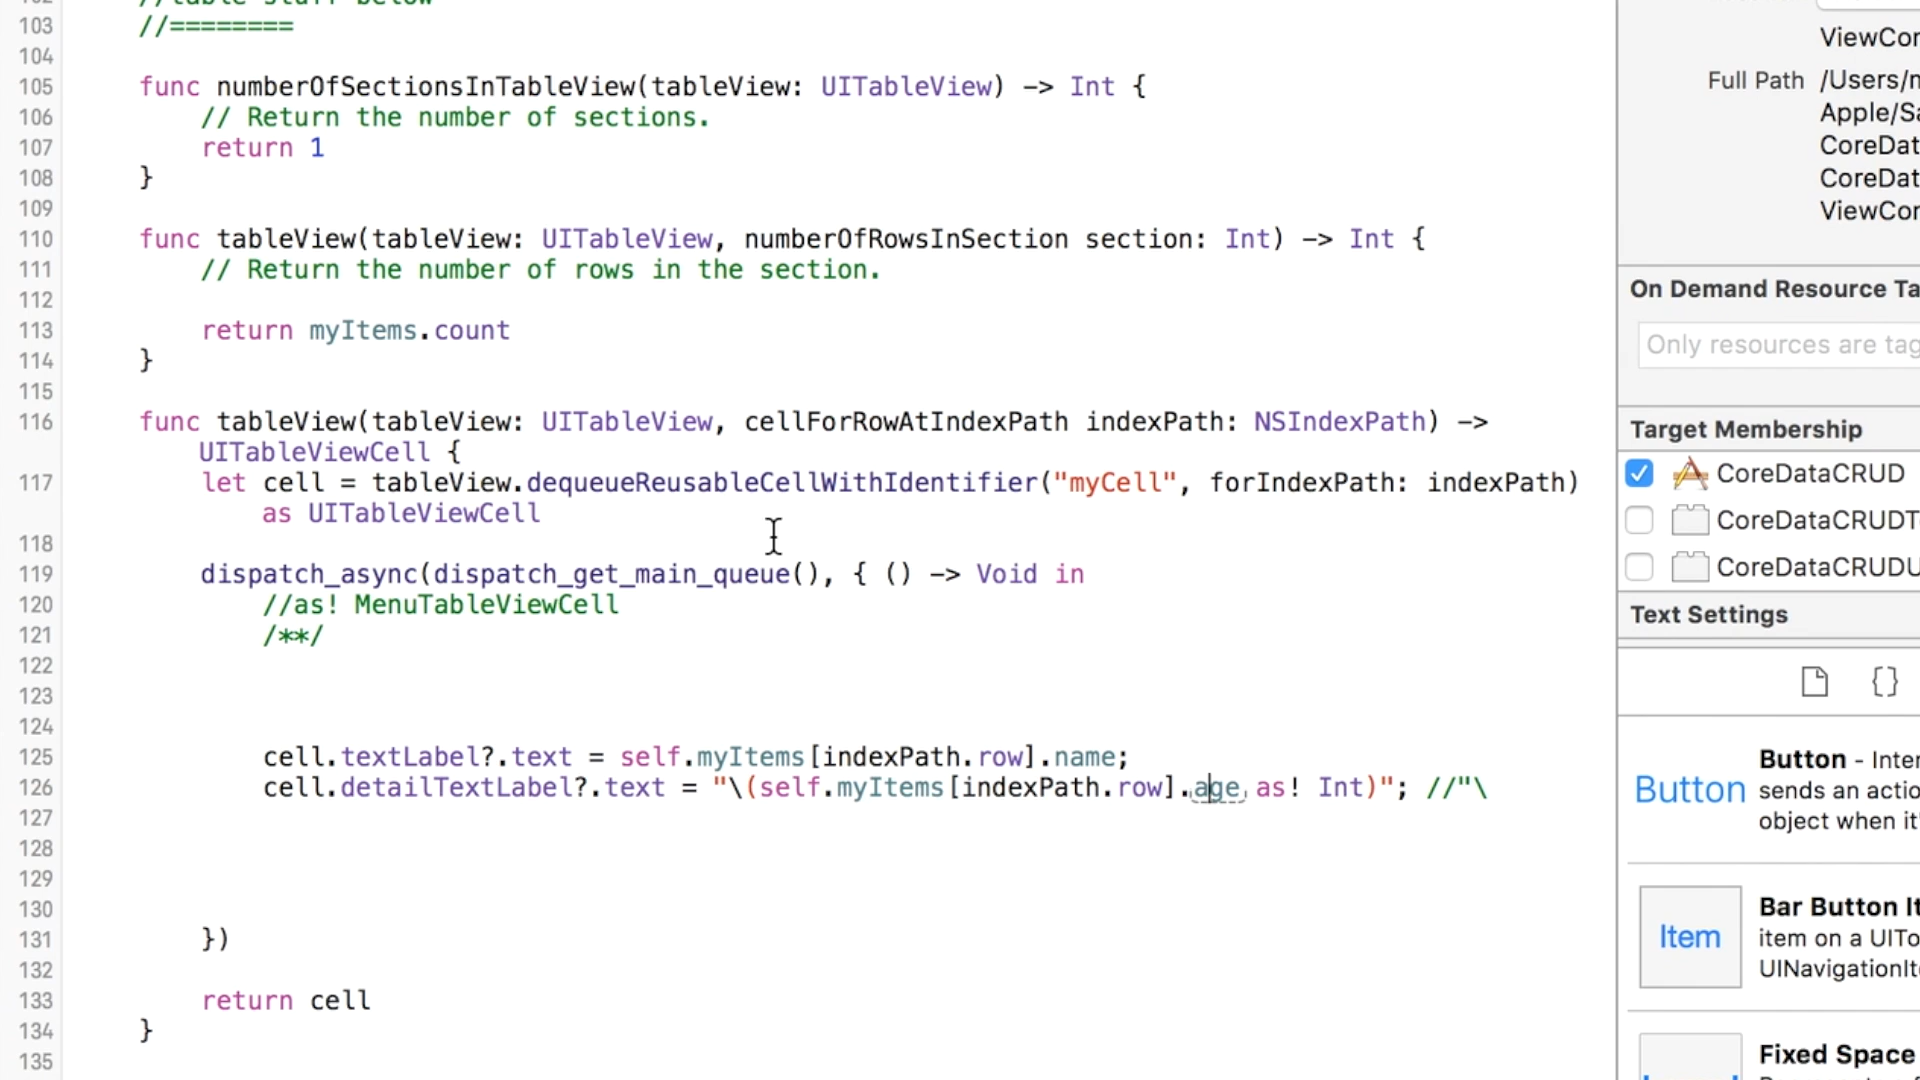 //table stuff below
103 //========
104
105 func numberOfSectionsInTableView(tableView: UITableView) -> Int {
106 // Return the number of sections.
107 return 1
108 }
109
110 func tableView(tableView: UITableView, numberOfRowsInSection section: Int) -> Int {
111 // Return the number of rows in the section.
112
113 return myItems.count
114 }
115
116 func tableView(tableView: UITableView, cellForRowAtIndexPath indexPath: NSIndexPath) ->
UITableViewCell {
117 let cell = tableView.dequeueReusableCellWithIdentifier("myCell", forIndexPath: indexPath)
as UITableViewCell
118
119 dispatch_async(dispatch_get_main_queue(), { () -> Void in
120 //as! MenuTableViewCell
121 /**/
122
123
124
125 cell.textLabel?.text = self.myItems[indexPath.row].name;
126 cell.detailTextLabel?.text = "\(self.myItems[indexPath.row].age as! Int)"; //"\
127
128
129
130
131 })
132
133 return cell
134 }
135
ViewCon
Full Path /Users/m
Apple/Sa
CoreDat
CoreDat
ViewCon
On Demand Resource Ta
Only resources are tag
Target Membership
CoreDataCRUD
CoreDataCRUDT
CoreDataCRUDU
Text Settings
{}
Button
Button - Inter
sends an actio
object when it'
Item
Bar Button It
item on a UITo
UINavigationIte
Fixed Space